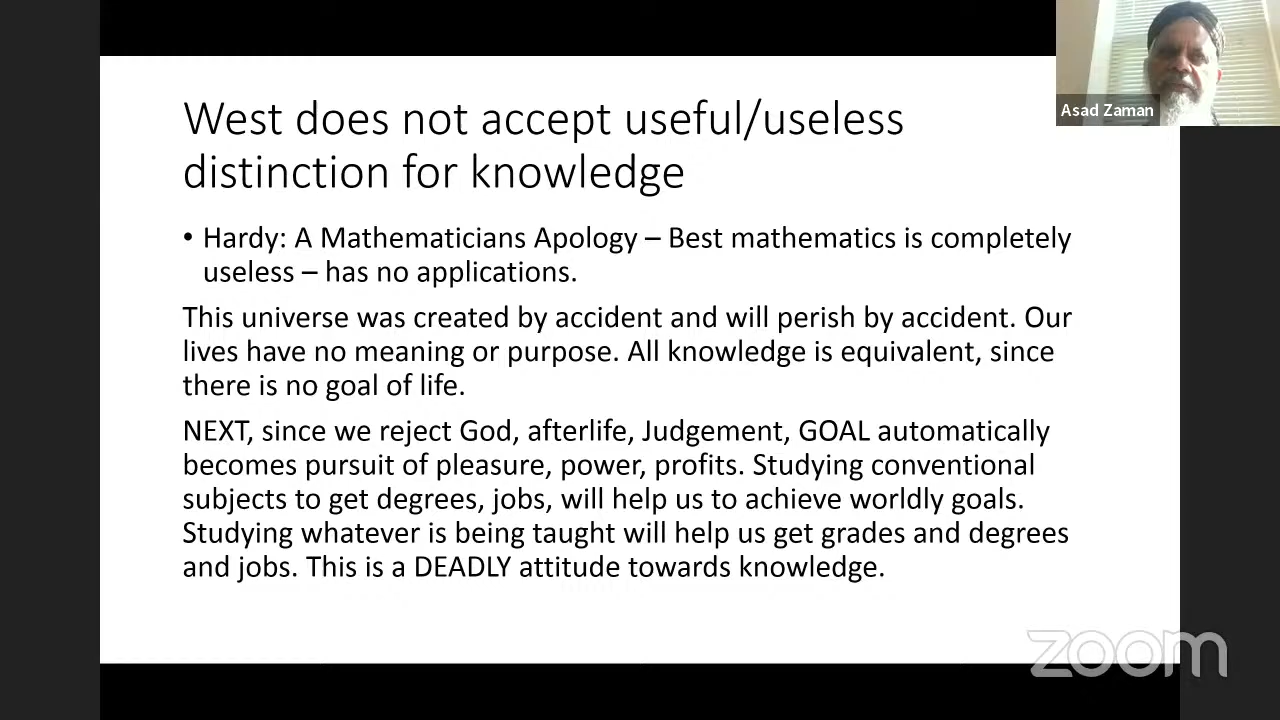 West does not accept useful/useless
distinction for knowledge
• Hardy: A Mathematicians Apology – Best mathematics is completely
useless – has no applications.
This universe was created by accident and will perish by accident. Our
lives have no meaning or purpose. All knowledge is equivalent, since
there is no goal of life.
NEXT, since we reject God, afterlife, Judgement, GOAL automatically
becomes pursuit of pleasure, power, profits. Studying conventional
subjects to get degrees, jobs, will help us to achieve worldly goals.
Studying whatever is being taught will help us get grades and degrees
and jobs. This is a DEADLY attitude towards knowledge.
Asad Zaman
zoom